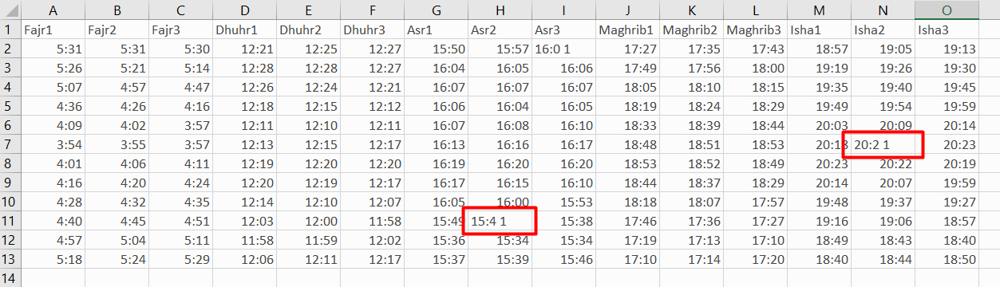 A B C D E F G H I J K L M N O
1 Fajr1 Fajr2 Fajr3 Dhuhr1 Dhuhr2 Dhuhr3 Asr1 Asr2 Asr3 Maghrib1 Maghrib2 Maghrib3 Isha1 Isha2 Isha3
2 5:31 5:31 5:30 12:21 12:25 12:27 15:50 15:57 16:0 1 17:27 17:35 17:43 18:57 19:05 19:13
3 5:26 5:21 5:14 12:28 12:28 12:27 16:04 16:05 16:06 17:49 17:56 18:00 19:19 19:26 19:30
4 5:07 4:57 4:47 12:26 12:24 12:21 16:07 16:07 16:07 18:05 18:10 18:15 19:35 19:40 19:45
5 4:36 4:26 4:16 12:18 12:15 12:12 16:06 16:04 16:05 18:19 18:24 18:29 19:49 19:54 19:59
6 4:09 4:02 3:57 12:11 12:10 12:11 16:07 16:08 16:10 18:33 18:39 18:44 20:03 20:09 20:14
7 3:54 3:55 3:57 12:13 12:15 12:17 16:13 16:16 16:17 18:48 18:51 18:53 20:18 20:2 1 20:23
8 4:01 4:06 4:11 12:19 12:20 12:20 16:19 16:20 16:20 18:53 18:52 18:49 20:23 20:22 20:19
9 4:16 4:20 4:24 12:20 12:19 12:17 16:17 16:15 16:10 18:44 18:37 18:29 20:14 20:07 19:59
10 4:28 4:32 4:35 12:14 12:10 12:07 16:05 16:00 15:53 18:18 18:07 17:57 19:48 19:37 19:27
11 4:40 4:45 4:51 12:03 12:00 11:58 15:49 15:4 1 15:38 17:46 17:36 17:27 19:16 19:06 18:57
12 4:57 5:04 5:11 11:58 11:59 12:02 15:36 15:34 15:34 17:19 17:13 17:10 18:49 18:43 18:40
13 5:18 5:24 5:29 12:06 12:11 12:17 15:37 15:39 15:46 17:10 17:14 17:20 18:40 18:44 18:50
14